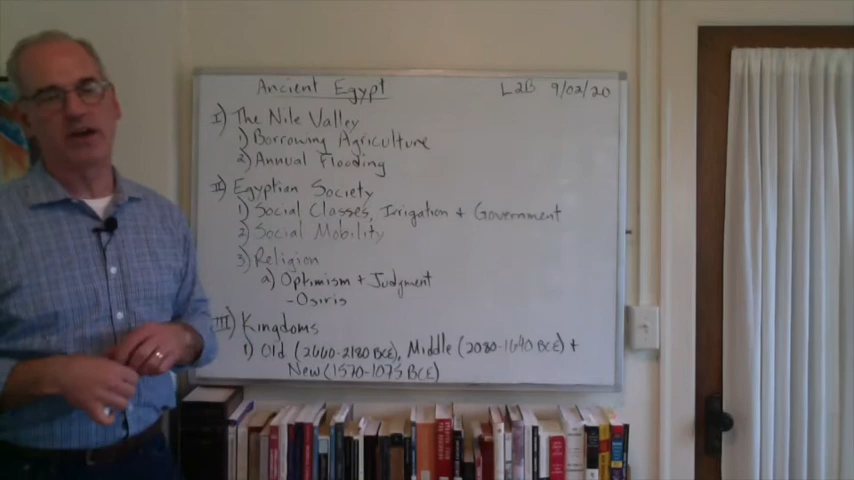 Ancient Egypt L2B 9/02/20
I) The Nile Valley
1) Borrowing Agriculture
2) Annual Flooding
II) Egyptian Society
1) Social Classes, Irrigation + Government
2) Social Mobility
3) Religion
a) Optimism + Judgment
-Osiris
III) Kingdoms
1) Old (2660-2180 BCE), Middle (2080-1640 BCE) +
New (1570-1075 BCE)